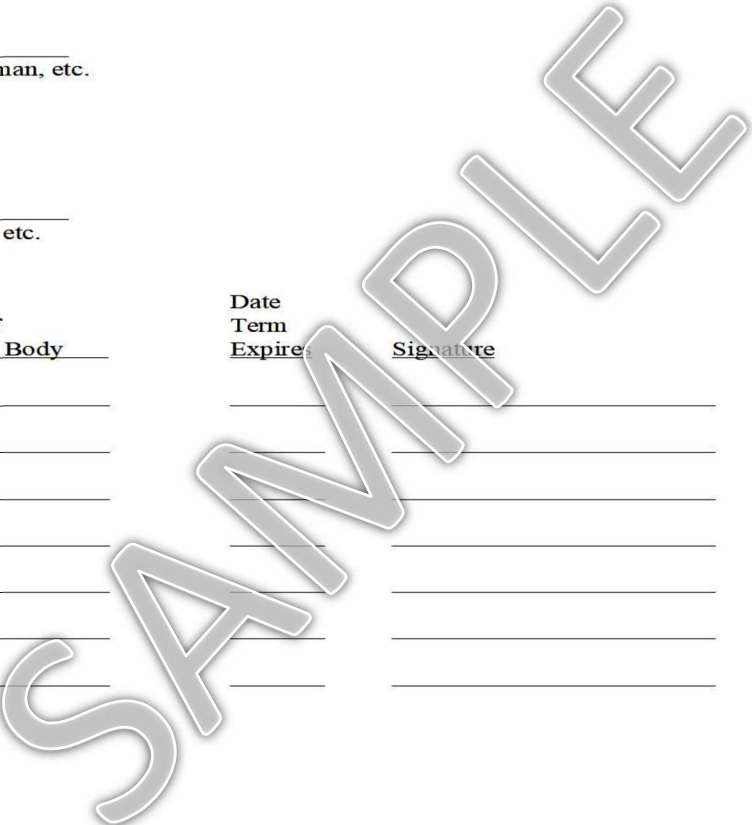 man, etc.
etc.
Date
Term
Body Expires Signature
SAMPLE